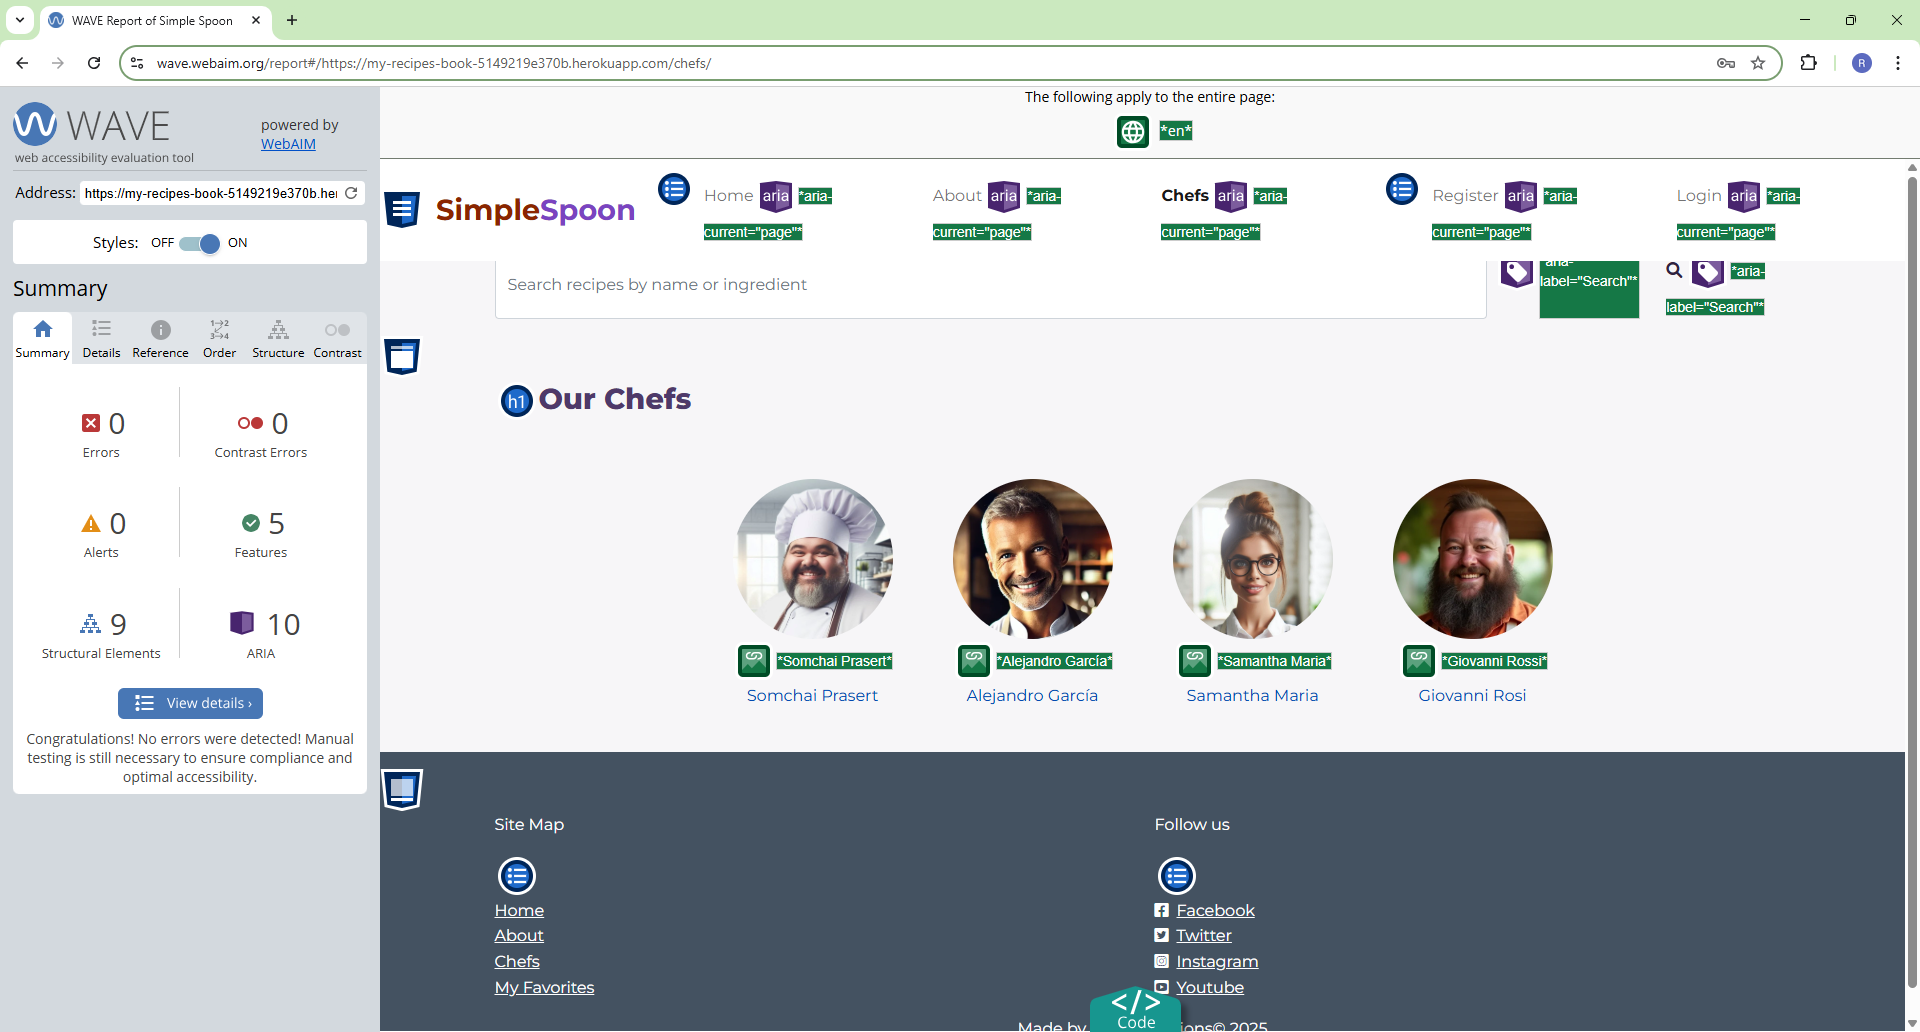 WAVE Report of Simple Spoon
wave.webaim.org/report#/https://my-recipes-book-5149219e370b.herokuapp.com/chefs/
R
WAVE
web accessibility evaluation tool
powered by
WebAIM
Address: https://my-recipes-book-5149219e370b.her
Styles: OFF ON
Summary
Summary Details Reference Order Structure Contrast
0
Errors
0
Contrast Errors
0
Alerts
5
Features
9
Structural Elements
10
ARIA
View details ›
Congratulations! No errors were detected! Manual
testing is still necessary to ensure compliance and
optimal accessibility.
The following apply to the entire page:
*en*
SimpleSpoon
Home aria *aria-
current="page"*
About aria *aria-
current="page"*
Chefs aria *aria-
current="page"*
Register aria *aria-
current="page"*
Login aria *aria-
current="page"*
Search recipes by name or ingredient
*aria-
label="Search"*
*aria-
label="Search"*
h1 Our Chefs
*Somchai Prasert*
Somchai Prasert
*Alejandro García*
Alejandro García
*Samantha Maria*
Samantha Maria
*Giovanni Rossi*
Giovanni Rosi
Site Map
Home
About
Chefs
My Favorites
Follow us
Facebook
Twitter
Instagram
Youtube
</>
Code
Made by
© 2025